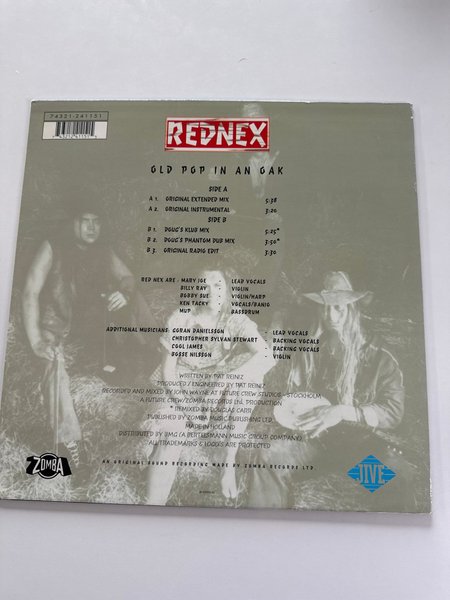 74321-241151
REDNEX
OLD POP IN AN OAK
SIDE A
A 1. ORIGINAL EXTENDED MIX 5:38
A 2. ORIGINAL INSTRUMENTAL 3:20
SIDE B
B 1. DOUG'S KLUB MIX 5:25*
B 2. DOUG'S PHANTOM DUB MIX 3:50*
B 3. ORIGINAL RADIO EDIT 3:30
RED NEX ARE : MARY JOE - LEAD VOCALS
BILLY RAY - VIOLIN
BOBBY SUE - VIOLIN/HARP
KEN TACKY - VOCALS/BANJO
MUP - BASSDRUM
ADDITIONAL MUSICIANS: GORAN DANIELSSON - LEAD VOCALS
CHRISTOPHER SYLVAN STEWART - BACKING VOCALS
COOL JAMES - BACKING VOCALS
BOSSE NILSSON - VIOLIN
WRITTEN BY PAT REINIZ
PRODUCED / ENGINEERED BY PAT REINIZ
RECORDED AND MIXED BY JOHN WAYNE AT FUTURE CREW STUDIOS - STOCKHOLM
A FUTURE CREW/ZOMBA RECORDS LTD. PRODUCTION
* REMIXED BY DOUGLAS CARR
PUBLISHED BY ZOMBA MUSIC PUBLISHING LTD
MADE IN HOLLAND
DISTRIBUTED BY BMG (A BERTELSMANN MUSIC GROUP COMPANY)
ALL TRADEMARKS & LOGOS ARE PROTECTED
ZOMBA
JIVE
AN ORIGINAL SOUND RECORDING MADE BY ZOMBA RECORDS LTD